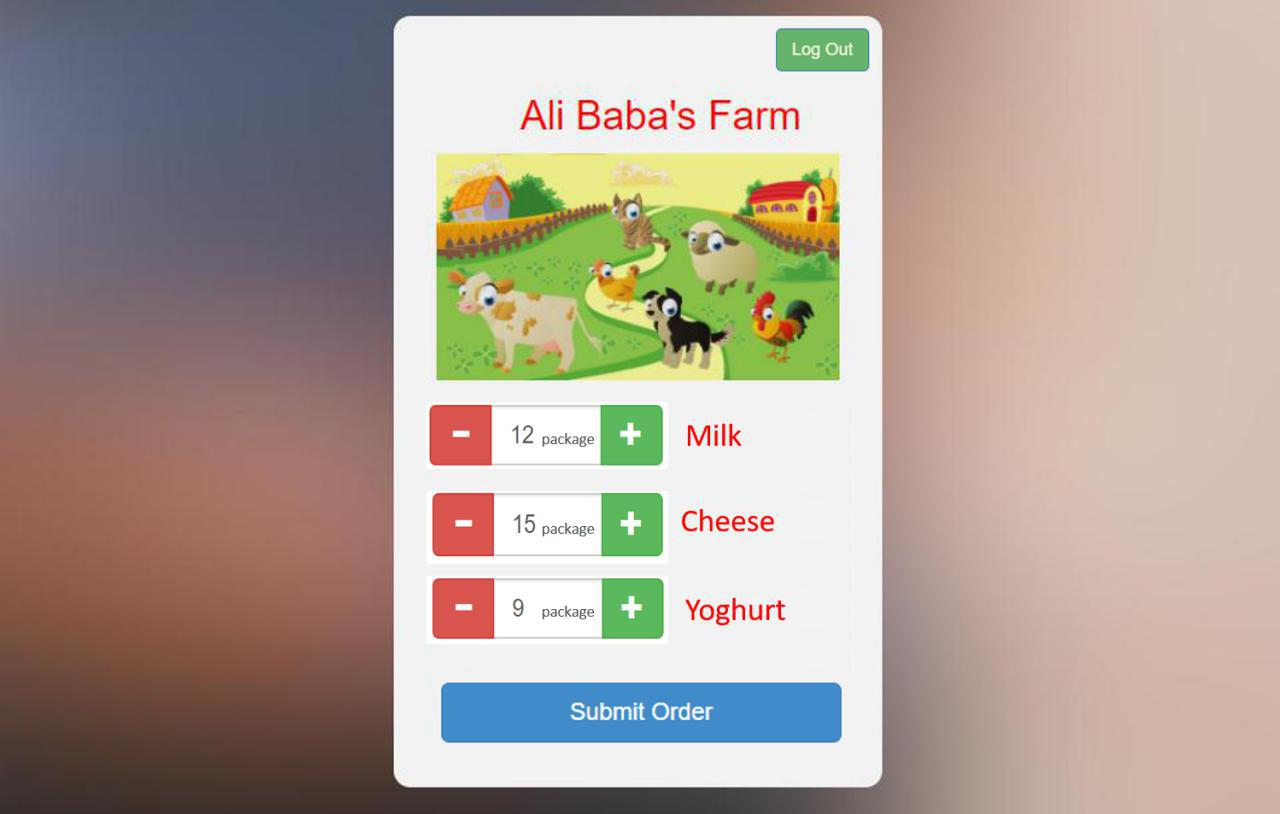 Log Out
Ali Baba's Farm
12 package Milk
15 package Cheese
9 package Yoghurt
Submit Order